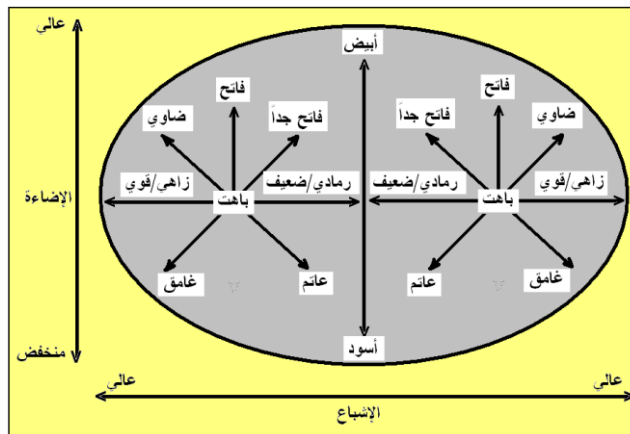 عالي
أبيض
فاتح
فاتح
ضاوي
فاتح جداً
فاتح جداً
ضاوي
زاهي/قوي
رمادي/ضعيف
رمادي/ضعيف
زاهي/قوي
باهت
باهت
الإضاءة
غامق
عاتم
عاتم
غامق
أسود
منخفض
عالي
عالي
الإشباع